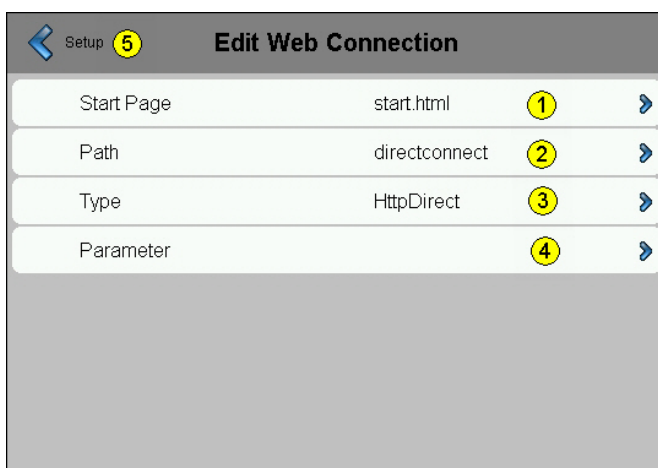 Setup 5 Edit Web Connection
Start Page start.html 1
Path directconnect 2
Type HttpDirect 3
Parameter 4